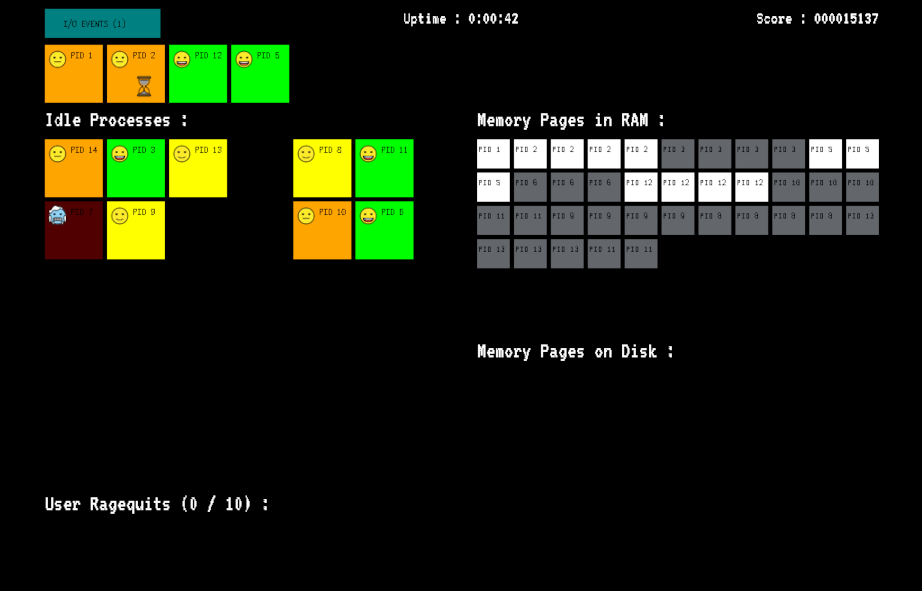 I/O EVENTS (1)
Uptime : 0:00:42
Score : 000015137
PID 1 PID 2 PID 12 PID 5
Idle Processes :
PID 14 PID 3 PID 13 PID 8 PID 11
PID 9 PID 10 PID 6
User Ragequits (0 / 10) :
Memory Pages in RAM :
PID 1 PID 2 PID 2 PID 2 PID 2 PID 3 PID 3 PID 3 PID 3 PID 5 PID 5
PID 5 PID 6 PID 6 PID 6 PID 12 PID 12 PID 12 PID 12 PID 10 PID 10 PID 10
PID 11 PID 11 PID 9 PID 9 PID 9 PID 9 PID 8 PID 8 PID 8 PID 8 PID 13
PID 13 PID 13 PID 13 PID 11 PID 11
Memory Pages on Disk :